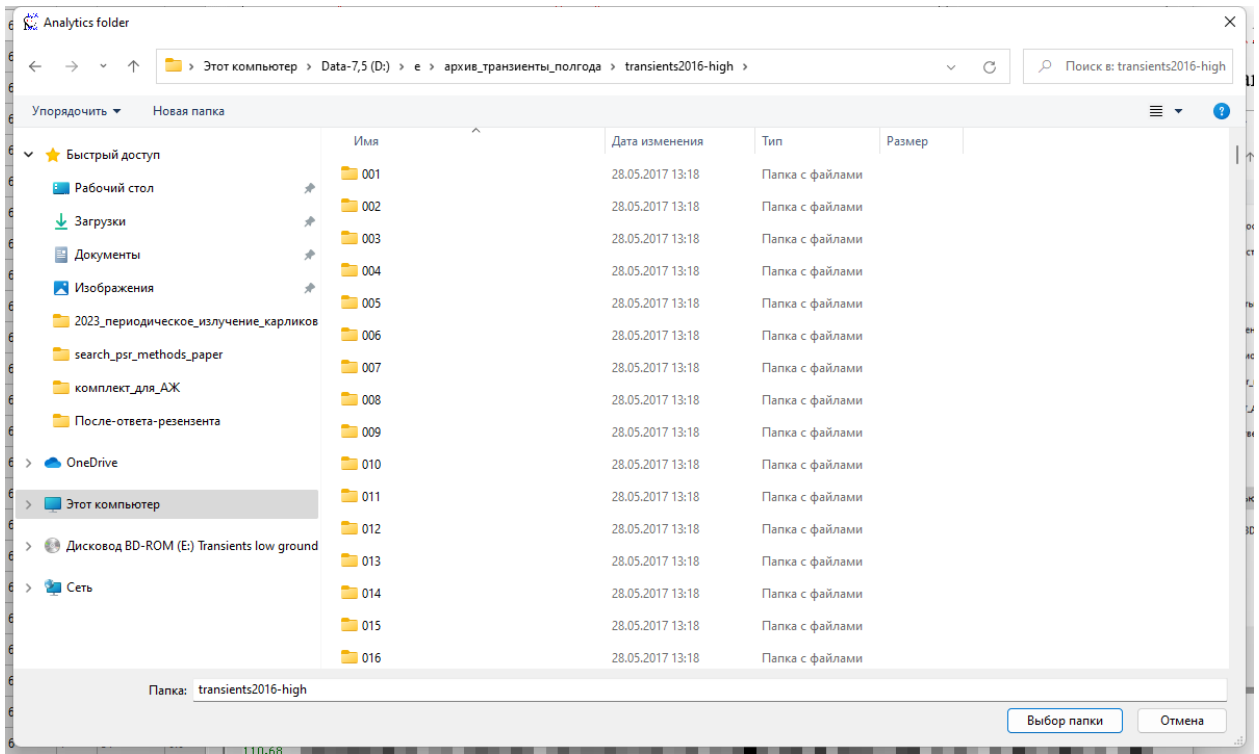 Analytics folder
Этот компьютер > Data-7,5 (D:) > е > архив_транзиенты_полгода > transients2016-high >
Поиск в: transients2016-high
Упорядочить
Новая папка
Имя
Дата изменения
Тип
Размер
Быстрый доступ
Рабочий стол
Загрузки
Документы
Изображения
2023_периодическое_излучение_карликов
search_psr_methods_paper
комплект_для_АЖ
После-ответа-резензента
OneDrive
Этот компьютер
Дисковод BD-ROM (E:) Transients low ground
Сеть
001 28.05.2017 13:18 Папка с файлами
002 28.05.2017 13:18 Папка с файлами
003 28.05.2017 13:18 Папка с файлами
004 28.05.2017 13:18 Папка с файлами
005 28.05.2017 13:18 Папка с файлами
006 28.05.2017 13:18 Папка с файлами
007 28.05.2017 13:18 Папка с файлами
008 28.05.2017 13:18 Папка с файлами
009 28.05.2017 13:18 Папка с файлами
010 28.05.2017 13:18 Папка с файлами
011 28.05.2017 13:18 Папка с файлами
012 28.05.2017 13:18 Папка с файлами
013 28.05.2017 13:18 Папка с файлами
014 28.05.2017 13:18 Папка с файлами
015 28.05.2017 13:18 Папка с файлами
016 28.05.2017 13:18 Папка с файлами
Папка: transients2016-high
Выбор папки
Отмена
110,68